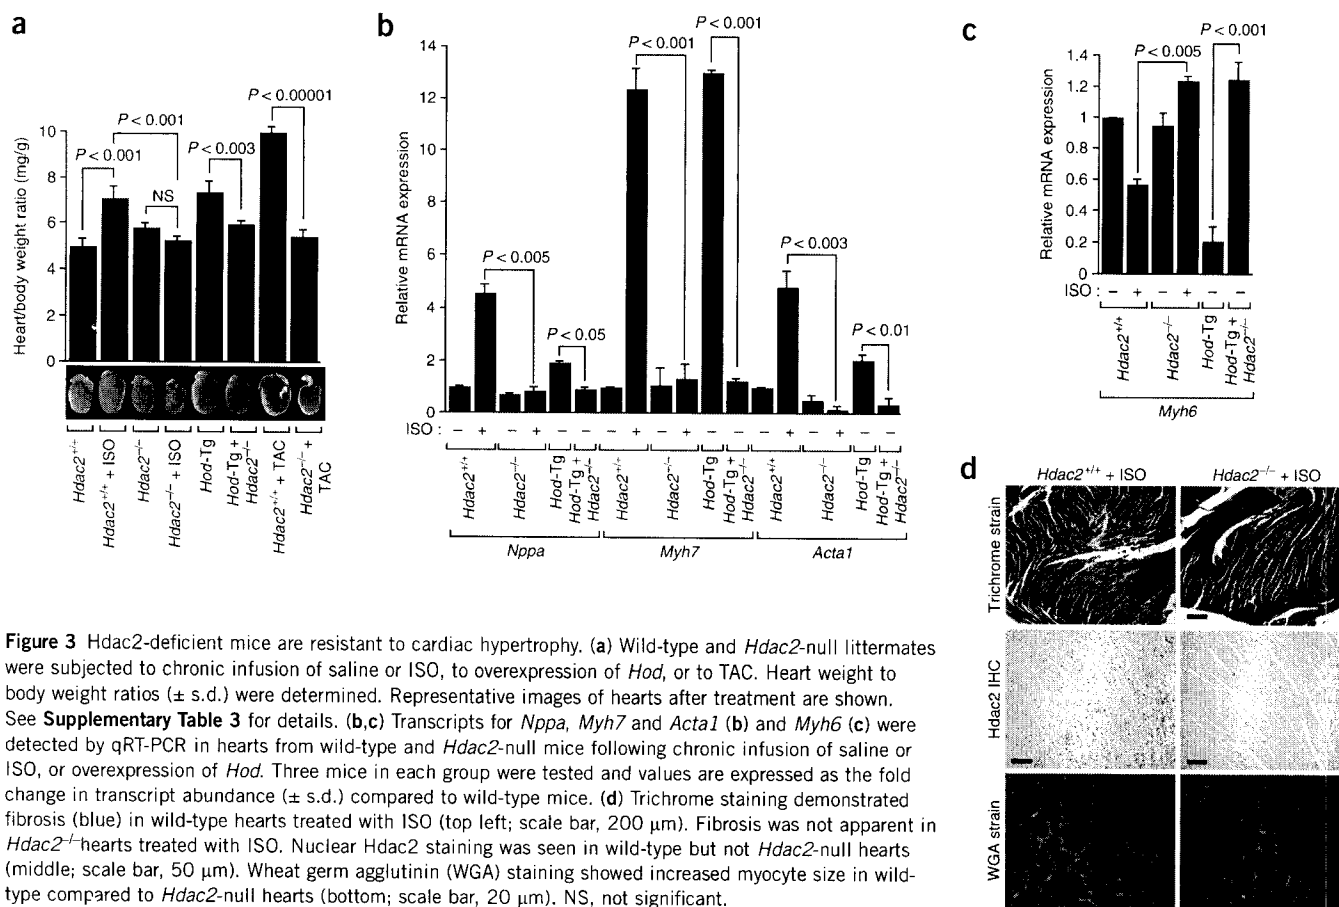 a
Heart/body weight ratio (mg/g)
10
8
6
4
2
0
P < 0.001
P < 0.001
NS
P < 0.003
P < 0.00001
Hdac2+/+
Hdac2+/+ + ISO
Hdac2–/–
Hdac2–/– + ISO
Hod-Tg
Hod-Tg +
Hdac2–/–
Hdac2+/+ + TAC
Hdac2–/– +
TAC
b
Relative mRNA expression
14
12
10
8
6
4
2
0
P < 0.005
P < 0.05
P < 0.001
P < 0.001
P < 0.003
P < 0.01
ISO : – + – + – – – + – + – – – + – + – –
Hdac2+/+
Hdac2–/–
Hod-Tg
Hod-Tg +
Hdac2–/–
Hdac2+/+
Hdac2–/–
Hod-Tg
Hod-Tg +
Hdac2–/–
Hdac2+/+
Hdac2–/–
Hod-Tg
Hod-Tg +
Hdac2–/–
Nppa
Myh7
Acta1
c
Relative mRNA expression
1.4
1.2
1
0.8
0.6
0.4
0.2
0
P < 0.005
P < 0.001
ISO : – + – + – –
Hdac2+/+
Hdac2–/–
Hod-Tg
Hod-Tg +
Hdac2–/–
Myh6
d
Hdac2+/+ + ISO
Hdac2–/– + ISO
Trichrome strain
Hdac2 IHC
WGA strain
Figure 3 Hdac2-deficient mice are resistant to cardiac hypertrophy. (a) Wild-type and Hdac2-null littermates
were subjected to chronic infusion of saline or ISO, to overexpression of Hod, or to TAC. Heart weight to
body weight ratios (± s.d.) were determined. Representative images of hearts after treatment are shown.
See Supplementary Table 3 for details. (b,c) Transcripts for Nppa, Myh7 and Acta1 (b) and Myh6 (c) were
detected by qRT-PCR in hearts from wild-type and Hdac2-null mice following chronic infusion of saline or
ISO, or overexpression of Hod. Three mice in each group were tested and values are expressed as the fold
change in transcript abundance (± s.d.) compared to wild-type mice. (d) Trichrome staining demonstrated
fibrosis (blue) in wild-type hearts treated with ISO (top left; scale bar, 200 µm). Fibrosis was not apparent in
Hdac2–/–hearts treated with ISO. Nuclear Hdac2 staining was seen in wild-type but not Hdac2-null hearts
(middle; scale bar, 50 µm). Wheat germ agglutinin (WGA) staining showed increased myocyte size in wild-
type compared to Hdac2-null hearts (bottom; scale bar, 20 µm). NS, not significant.